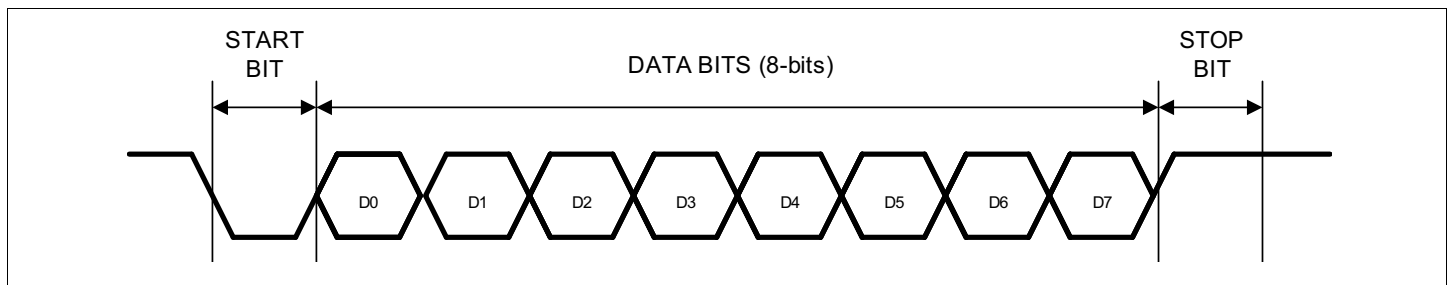 START
BIT
DATA BITS (8-bits)
STOP
BIT
D0
D1
D2
D3
D4
D5
D6
D7